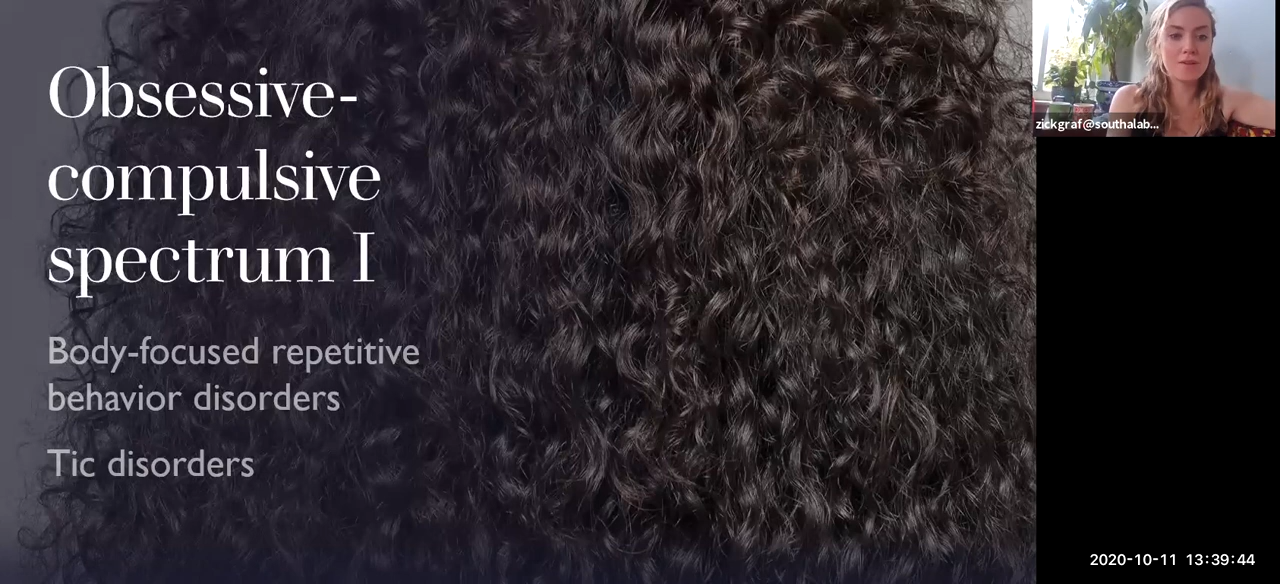 Obsessive-
compulsive
spectrum I
Body-focused repetitive
behavior disorders
Tic disorders
zickgraf@southalab...
2020-10-11 13:39:44